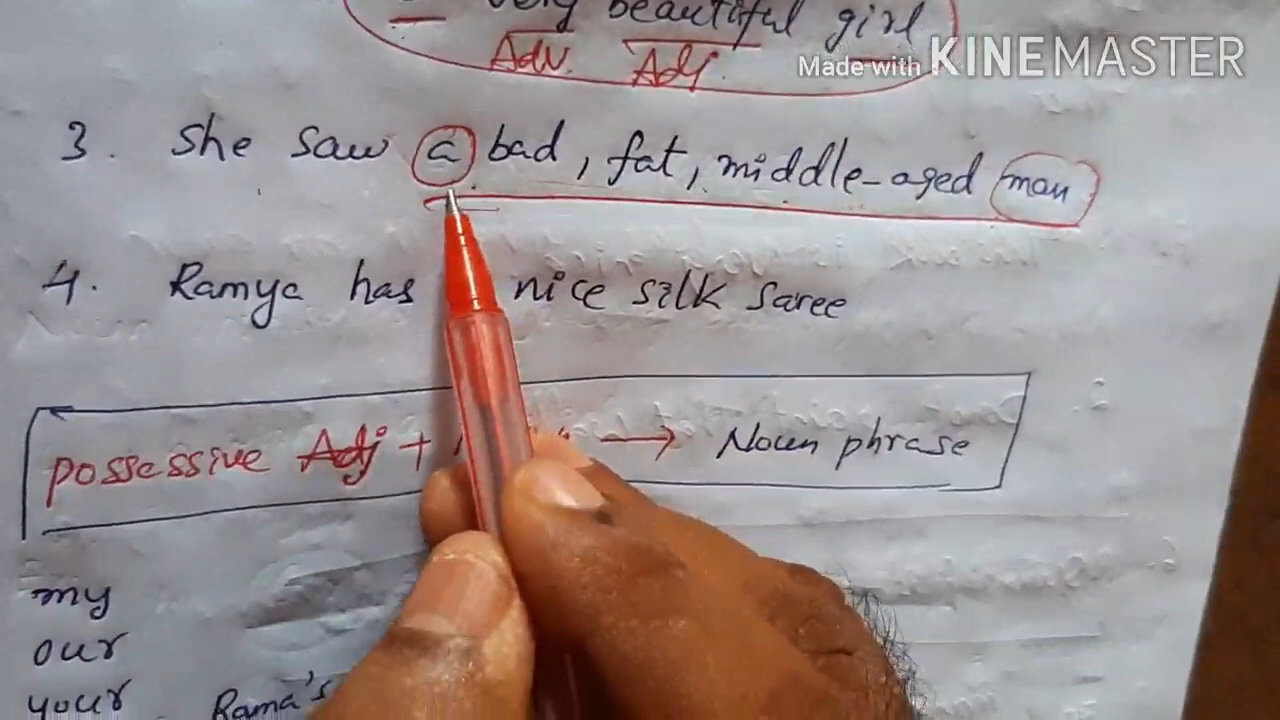 very beautiful girl
Adv. Adj
Made with KINEMASTER
3. She saw a bad, fat, middle-aged man
4. Ramya has nice silk saree
possessive Adj + → Noun phrase
my
our
your Rama's